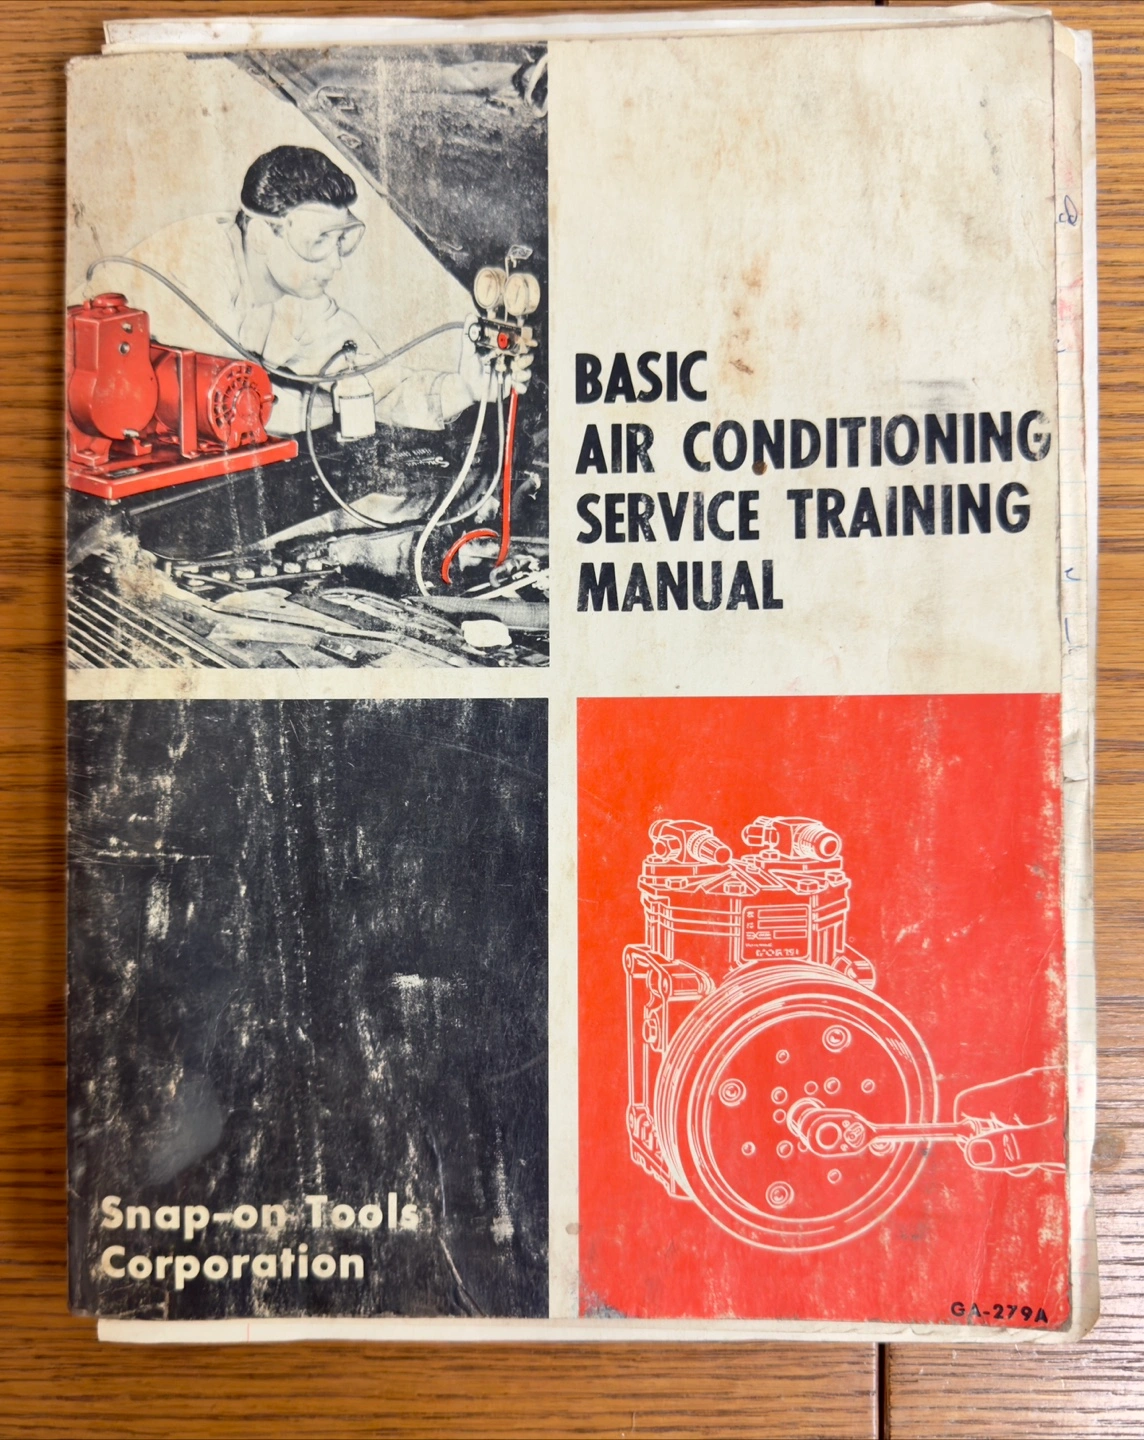 BASIC
AIR CONDITIONING
SERVICE TRAINING
MANUAL
Snap-on Tools
Corporation
GA-279A